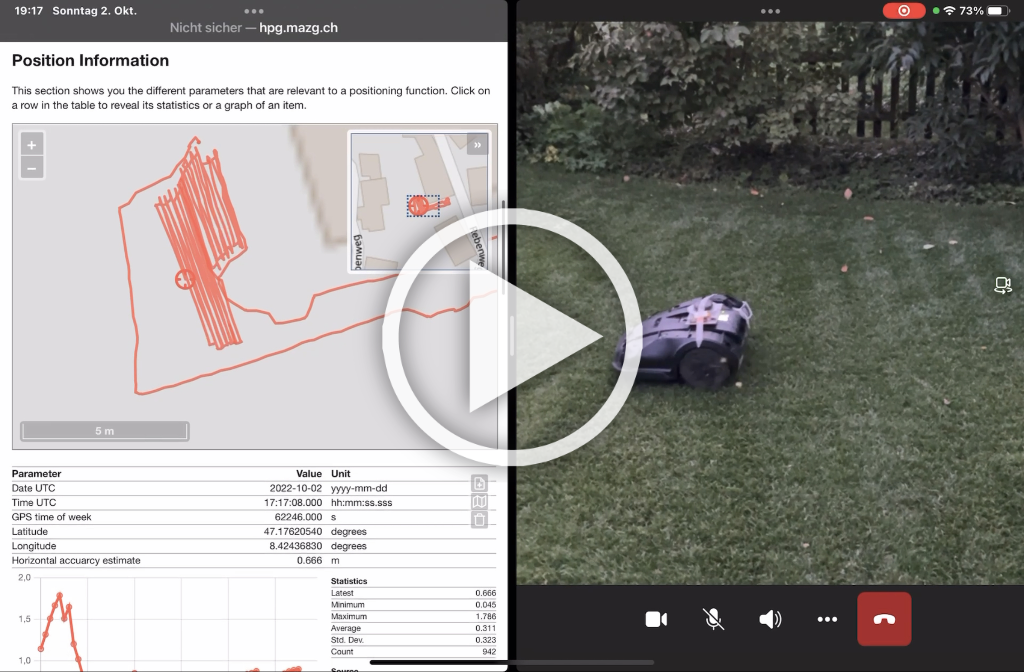 19:17 Sonntag 2. Okt.
73%
Nicht sicher — hpg.mazg.ch
Position Information
This section shows you the different parameters that are relevant to a positioning function. Click on
a row in the table to reveal its statistics or a graph of an item.
+
−
»
5 m
Parameter Value Unit
Date UTC 2022-10-02 yyyy-mm-dd
Time UTC 17:17:08.000 hh:mm:ss.sss
GPS time of week 62246.000 s
Latitude 47.17620540 degrees
Longitude 8.42436830 degrees
Horizontal accuarcy estimate 0.666 m
2,0
1,5
1,0
Statistics
Latest 0.666
Minimum 0.045
Maximum 1.786
Average 0.311
Std. Dev. 0.323
Count 942
Source